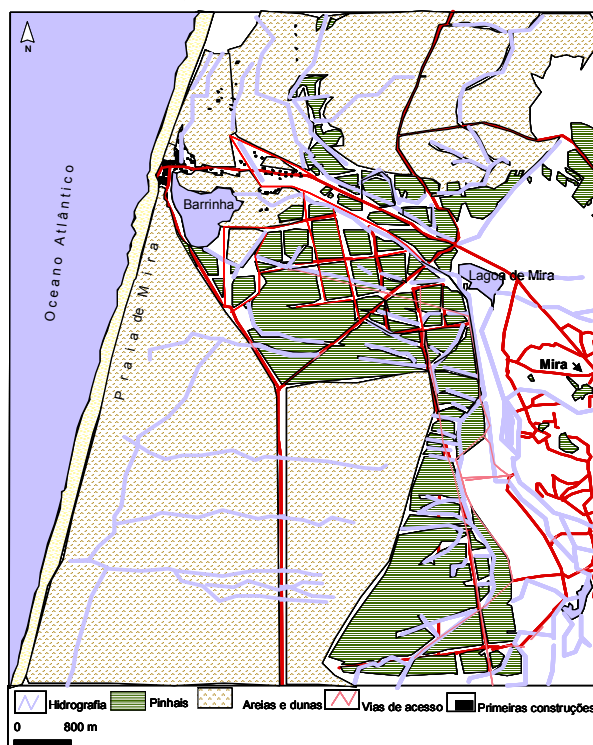 N
Oceano Atlântico
Praia de Mira
Barrinha
Lagoa de Mira
Mira
Hidrografia
Pinhais
Areias e dunas
Vias de acesso
Primeiras construções
0 800 m